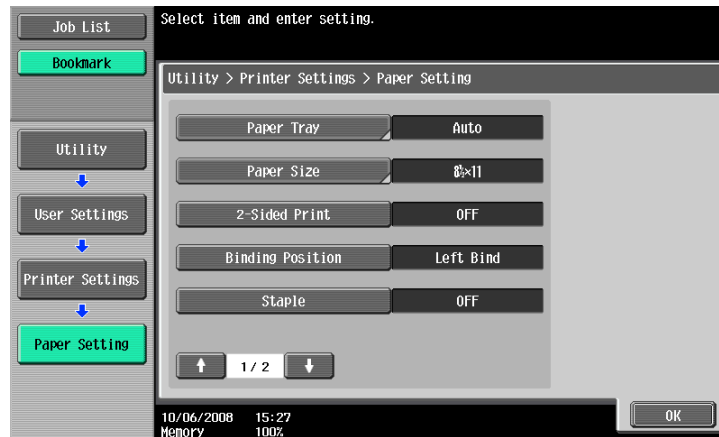 Job List
Bookmark
Utility
User Settings
Printer Settings
Paper Setting
Select item and enter setting.
Utility > Printer Settings > Paper Setting
Paper Tray Auto
Paper Size 8½×11
2-Sided Print OFF
Binding Position Left Bind
Staple OFF
↑ 1/2 ↓
10/06/2008 15:27
Memory 100%
OK